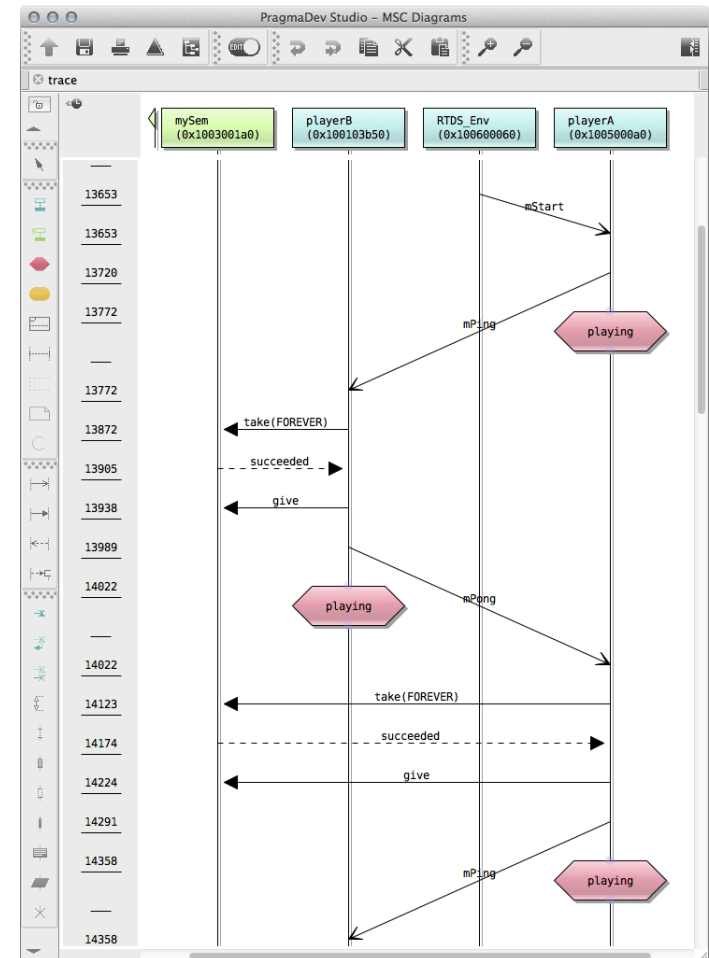 PragmaDev Studio – MSC Diagrams
EDIT
trace
mySem
(0x1003001a0)
playerB
(0x100103b50)
RTDS_Env
(0x100600060)
playerA
(0x1005000a0)
13653
mStart
13653
13720
13772
mPing
playing
13772
take(FOREVER)
13872
succeeded
13905
give
13938
13989
14022
playing
mPong
14022
take(FOREVER)
14123
succeeded
14174
give
14224
14291
14358
mPing
playing
14358